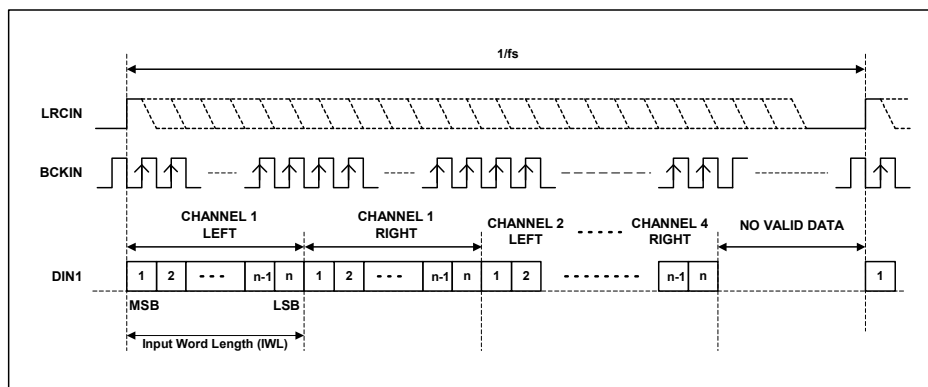 1/fs
LRCIN
BCKIN
CHANNEL 1
LEFT
CHANNEL 1
RIGHT
CHANNEL 2
LEFT
CHANNEL 4
RIGHT
NO VALID DATA
DIN1
1 2 n-1 n 1 2 n-1 n 1 2 n-1 n 1
MSB LSB
Input Word Length (IWL)